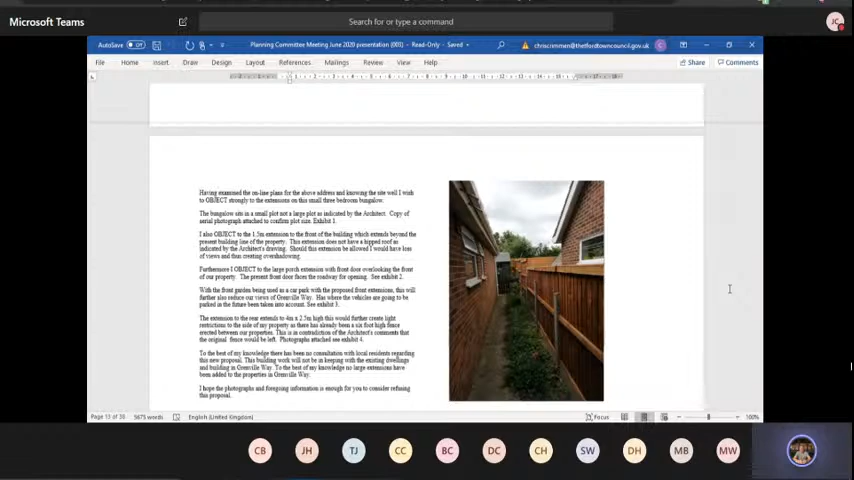 Microsoft Teams
Search for or type a command
JC
AutoSave Off
Planning Committee Meeting June 2020 presentation (003) - Read-Only - Saved
chriscrimmen@thetfordtowncouncil.gov.uk
C
File Home Insert Draw Design Layout References Mailings Review View Help
Share Comments
Having examined the on-line plans for the above address and knowing the site well I wish
to OBJECT strongly to the extensions on this small three bedroom bungalow.
The bungalow sits in a small plot not a large plot as indicated by the Architect. Copy of
aerial photograph attached to confirm plot size. Exhibit 1.
I also OBJECT to the 1.5m extension to the front of the building which extends beyond the
present building line of the property. This extension does not have a hipped roof as
indicated by the Architect's drawing. Should this extension be allowed I would have loss
of views and thus creating overshadowing.
Furthermore I OBJECT to the large porch extension with front door overlooking the front
of our property. The present front door faces the roadway for opening. See exhibit 2.
With the front garden being used in a car park with the proposed front extensions, this will
further also reduce our views of Grenville Way. Has where the vehicles are going to be
parked in the future been taken into account. See exhibit 3.
The extension to the rear extends to 4m x 2.5m high this would further create light
restrictions to the side of my property as there has already been a six foot high fence
erected between our properties. This is in contradiction of the Architect's comments that
the original fence would be left. Photographs attached see exhibit 4.
To the best of my knowledge there has been no consultation with local residents regarding
this new proposal. This building work will not be in keeping with the existing dwellings
and building in Grenville Way. To the best of my knowledge no large extensions have
been added to the properties in Grenville Way.
I hope the photographs and foregoing information is enough for you to consider refusing
this proposal.
Page 13 of 35 5675 words English (United Kingdom)
Focus
100%
CB JH TJ CC BC DC CH SW DH MB MW